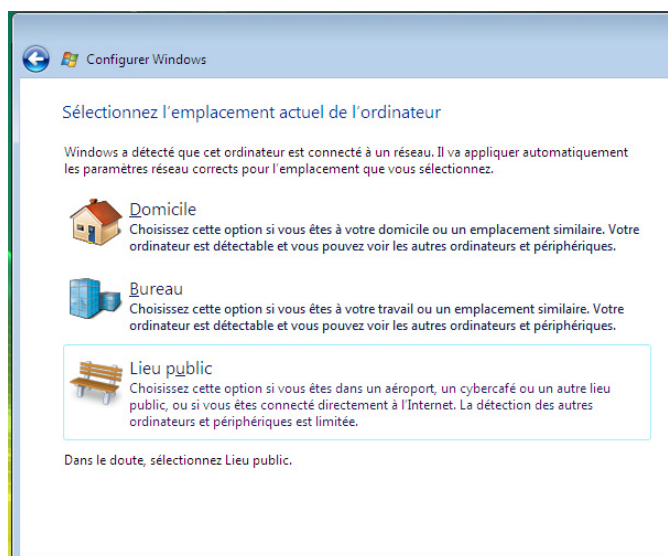 Configurer Windows
Sélectionnez l'emplacement actuel de l'ordinateur
Windows a détecté que cet ordinateur est connecté à un réseau. Il va appliquer automatiquement
les paramètres réseau corrects pour l'emplacement que vous sélectionnez.
Domicile
Choisissez cette option si vous êtes à votre domicile ou un emplacement similaire. Votre
ordinateur est détectable et vous pouvez voir les autres ordinateurs et périphériques.
Bureau
Choisissez cette option si vous êtes à votre travail ou un emplacement similaire. Votre
ordinateur est détectable et vous pouvez voir les autres ordinateurs et périphériques.
Lieu public
Choisissez cette option si vous êtes dans un aéroport, un cybercafé ou un autre lieu
public, ou si vous êtes connecté directement à l'Internet. La détection des autres
ordinateurs et périphériques est limitée.
Dans le doute, sélectionnez Lieu public.